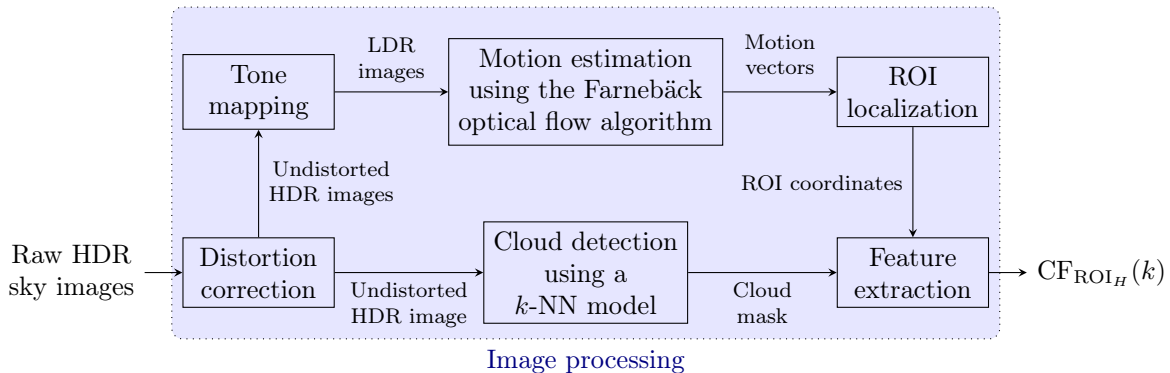 Tone
mapping
LDR
images
Motion estimation
using the Farnebäck
optical flow algorithm
Motion
vectors
ROI
localization
Undistorted
HDR images
ROI coordinates
Raw HDR
sky images
Distortion
correction
Undistorted
HDR image
Cloud detection
using a
k-NN model
Cloud
mask
Feature
extraction
CF_{ROI_H}(k)
Image processing